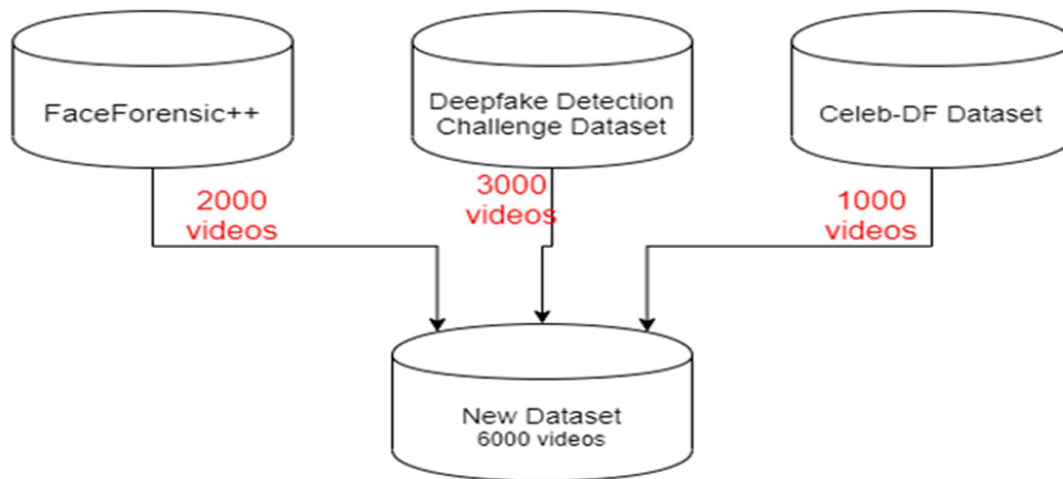 FaceForensic++
Deepfake Detection
Challenge Dataset
Celeb-DF Dataset
2000
videos
3000
videos
1000
videos
New Dataset
6000 videos